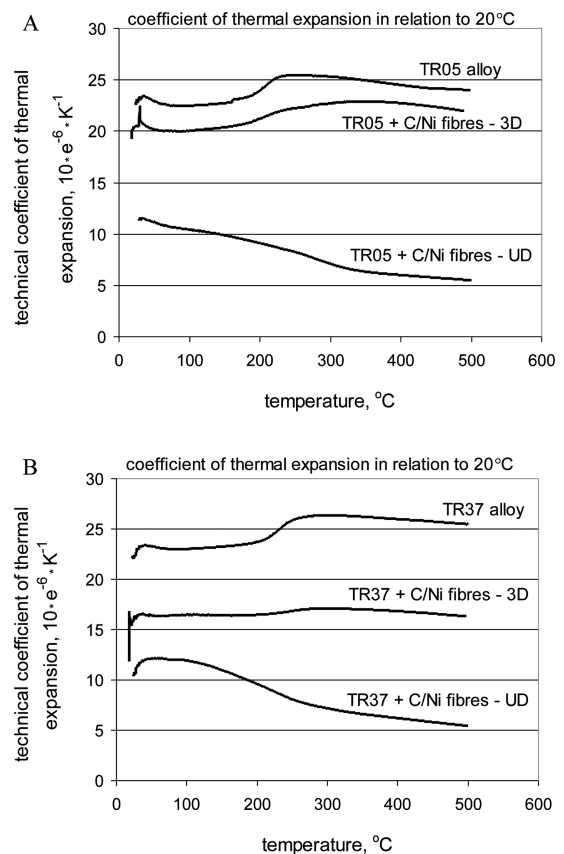 A
coefficient of thermal expansion in relation to 20°C
technical coefficient of thermal
expansion, 10*e-6*K-1
30
25
20
15
10
5
0
TR05 alloy
TR05 + C/Ni fibres - 3D
TR05 + C/Ni fibres - UD
0 100 200 300 400 500 600
temperature, oC
B
coefficient of thermal expansion in relation to 20°C
technical coefficient of thermal
expansion, 10*e-6*K-1
30
25
20
15
10
5
0
TR37 alloy
TR37 + C/Ni fibres - 3D
TR37 + C/Ni fibres - UD
0 100 200 300 400 500 600
temperature, oC